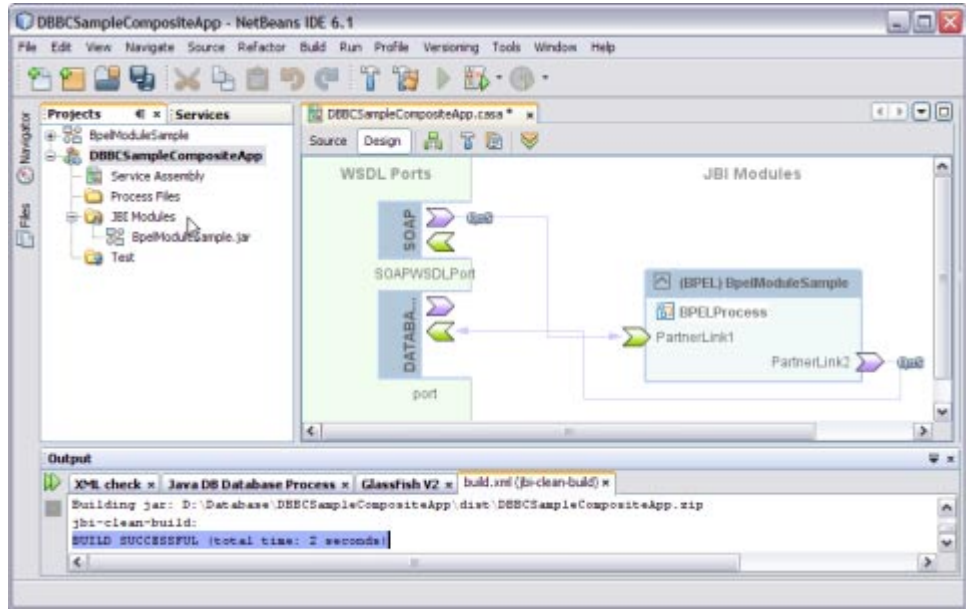 DBBCSampleCompositeApp - NetBeans IDE 6.1
File Edit View Navigate Source Refactor Build Run Profile Versioning Tools Window Help
Projects Services
DBBCSampleCompositeApp.casa *
Navigator
Files
BpelModuleSample
DBBCSampleCompositeApp
Service Assembly
Process Files
JBI Modules
BpelModuleSample.jar
Test
Source Design
WSDL Ports
JBI Modules
SOAP
SOAPWSDLPort
DATABA...
port
(BPEL) BpelModuleSample
BPELProcess
PartnerLink1
PartnerLink2
Output
XML check Java DB Database Process GlassFish V2 build.xml (jbi-clean-build)
Building jar: D:\Database\DBBCSampleCompositeApp\dist\DBBCSampleCompositeApp.zip
jbi-clean-build:
BUILD SUCCESSFUL (total time: 2 seconds)